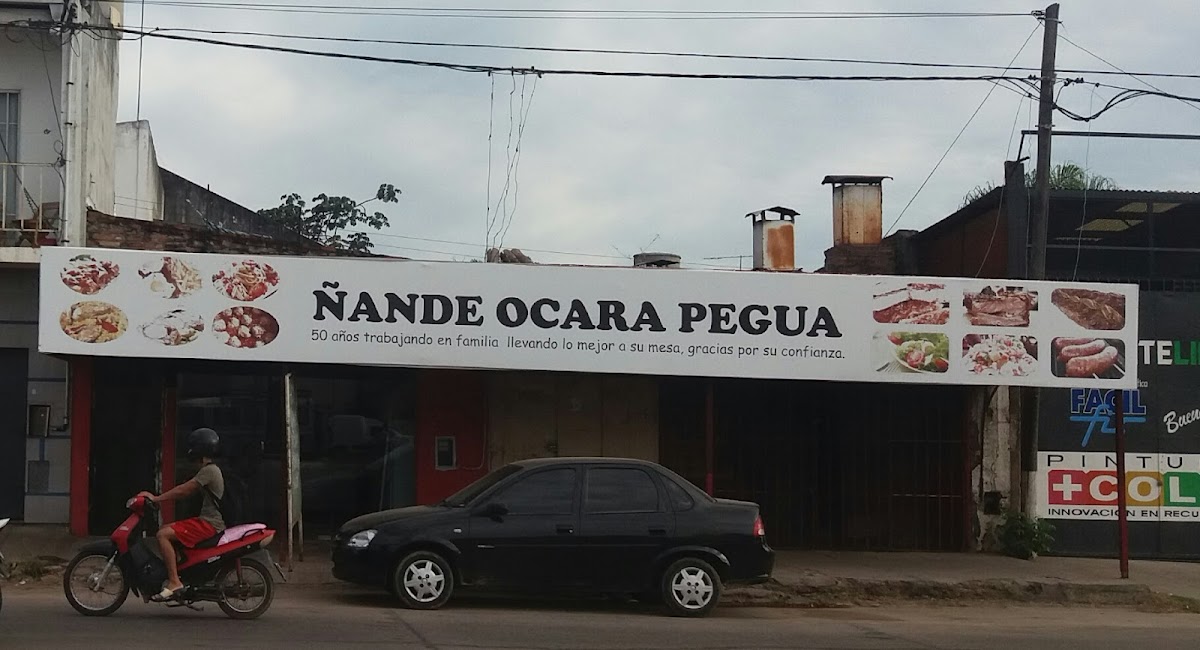 ÑANDE OCARA PEGUA
50 años trabajando en familia llevando lo mejor a su mesa, gracias por su confianza.
FACIL
Buen
PINTU
+COL
INNOVACIÓN EN RECU